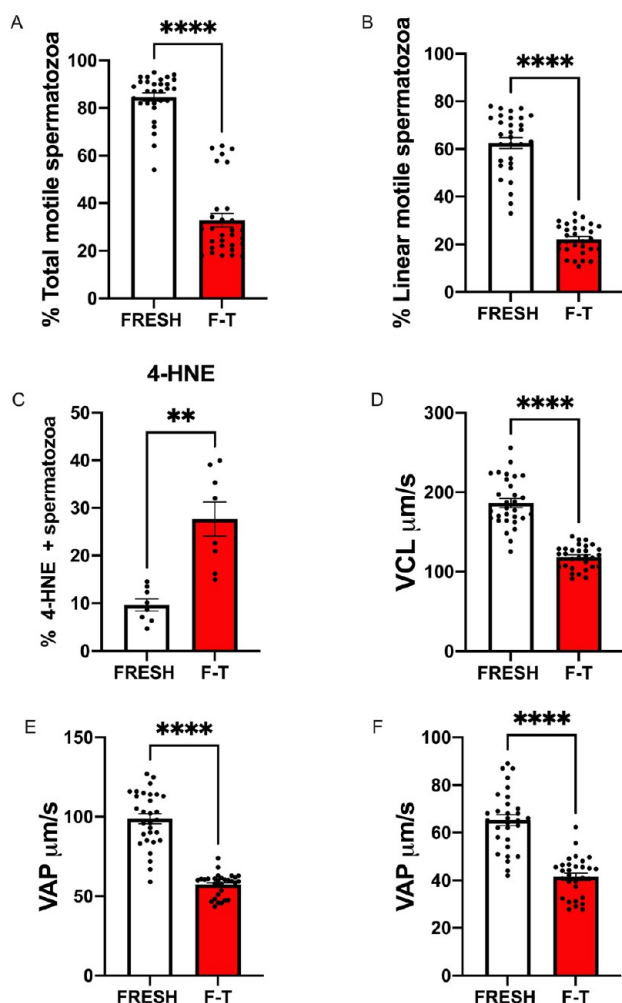 A
****
% Total motile spermatozoa
100
80
60
40
20
0
FRESH
F-T
B
****
% Linear motile spermatozoa
100
80
60
40
20
0
FRESH
F-T
C
4-HNE
**
% 4-HNE + spermatozoa
50
40
30
20
10
0
FRESH
F-T
D
****
VCL μm/s
300
200
100
0
FRESH
F-T
E
****
VAP μm/s
150
100
50
0
FRESH
F-T
F
****
VAP μm/s
100
80
60
40
20
0
FRESH
F-T